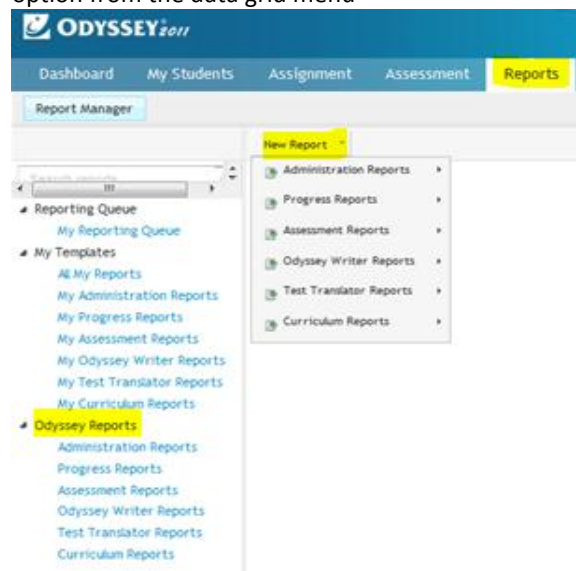 option from the data grid menu
ODYSSEY 2011
Dashboard My Students Assignment Assessment Reports
Report Manager
New Report
Search reports
Reporting Queue
My Reporting Queue
My Templates
All My Reports
My Administration Reports
My Progress Reports
My Assessment Reports
My Odyssey Writer Reports
My Test Translator Reports
My Curriculum Reports
Odyssey Reports
Administration Reports
Progress Reports
Assessment Reports
Odyssey Writer Reports
Test Translator Reports
Curriculum Reports
Administration Reports
Progress Reports
Assessment Reports
Odyssey Writer Reports
Test Translator Reports
Curriculum Reports